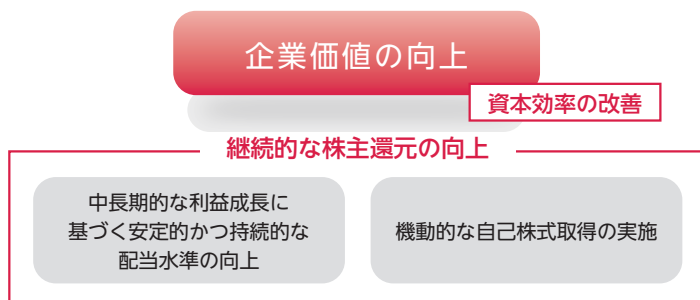 企業価値の向上
資本効率の改善
継続的な株主還元の向上
中長期的な利益成長に
基づく安定的かつ持続的な
配当水準の向上
機動的な自己株式取得の実施